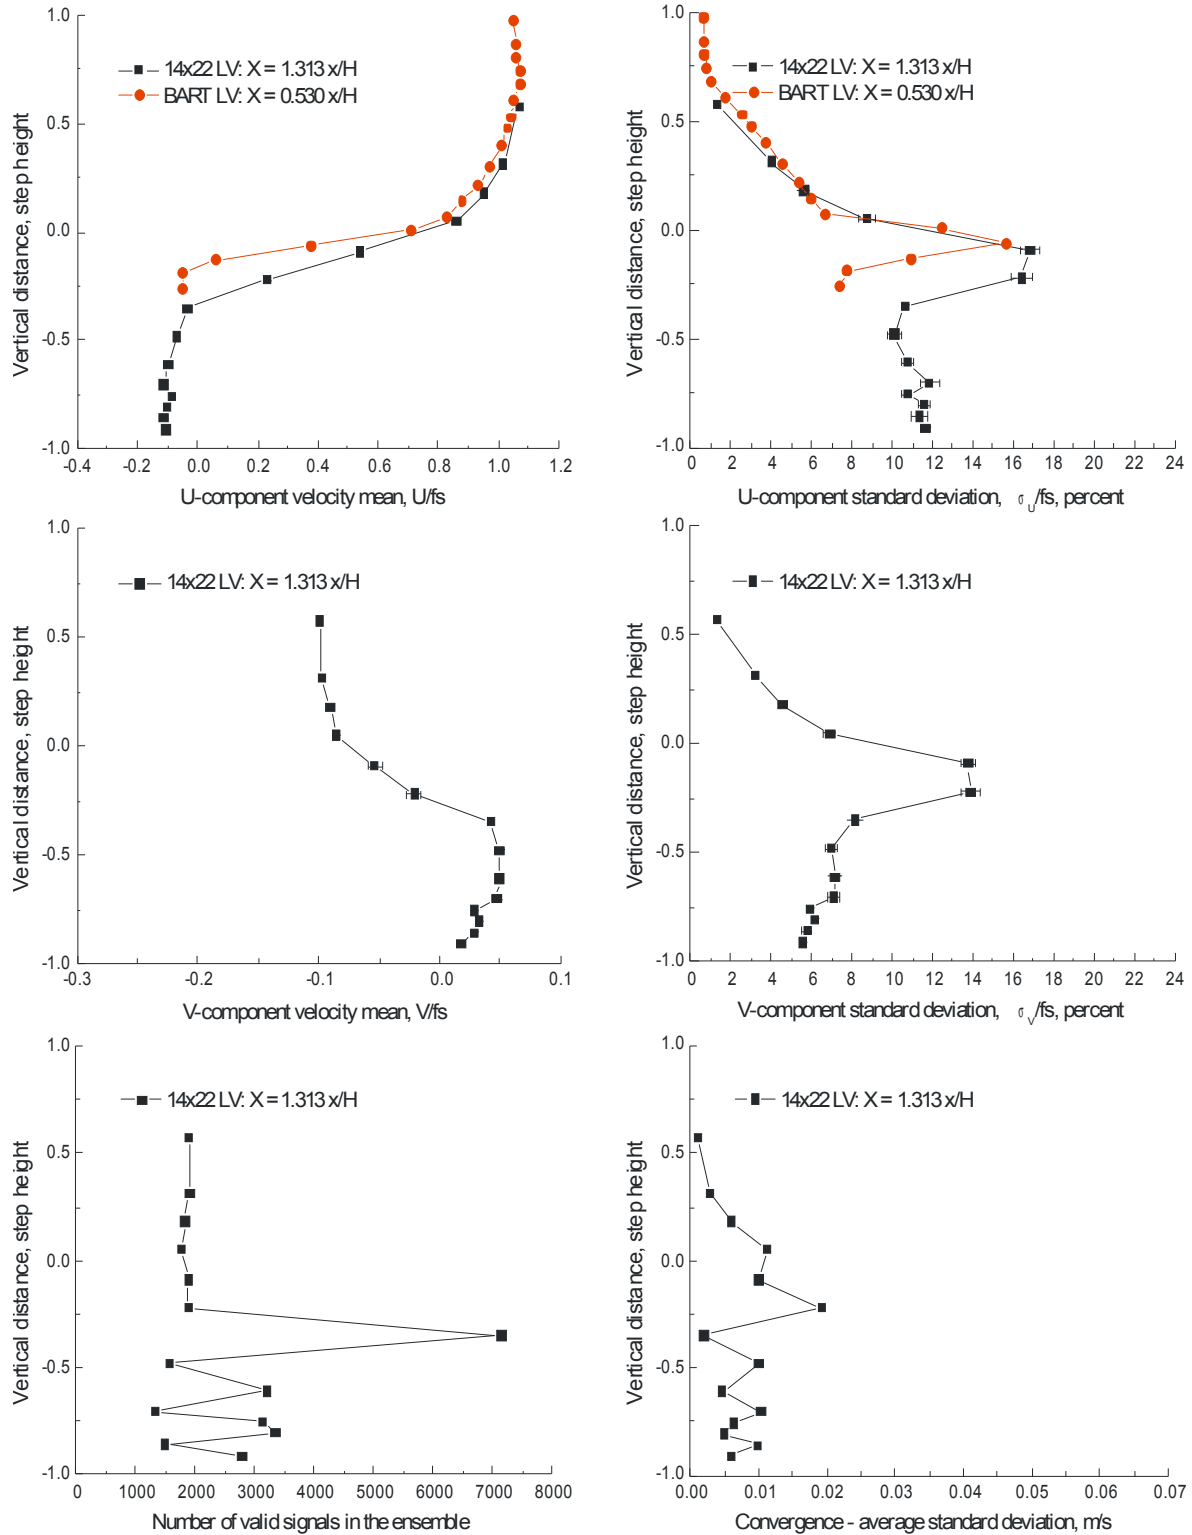 1.0
0.5
0.0
-0.5
-1.0
Vertical distance, step height
14x22 LV: X = 1.313 x/H
BART LV: X = 0.530 x/H
-0.4 -0.2 0.0 0.2 0.4 0.6 0.8 1.0 1.2
U-component velocity mean, U/fs
1.0
0.5
0.0
-0.5
-1.0
Vertical distance, step height
14x22 LV: X = 1.313 x/H
BART LV: X = 0.530 x/H
0 2 4 6 8 10 12 14 16 18 20 22 24
U-component standard deviation, σU/fs, percent
1.0
0.5
0.0
-0.5
-1.0
Vertical distance, step height
14x22 LV: X = 1.313 x/H
-0.3 -0.2 -0.1 0.0 0.1
V-component velocity mean, V/fs
1.0
0.5
0.0
-0.5
-1.0
Vertical distance, step height
14x22 LV: X = 1.313 x/H
0 2 4 6 8 10 12 14 16 18 20 22 24
V-component standard deviation, σV/fs, percent
1.0
0.5
0.0
-0.5
-1.0
Vertical distance, step height
14x22 LV: X = 1.313 x/H
0 1000 2000 3000 4000 5000 6000 7000 8000
Number of valid signals in the ensemble
1.0
0.5
0.0
-0.5
-1.0
Vertical distance, step height
14x22 LV: X = 1.313 x/H
0.00 0.01 0.02 0.03 0.04 0.05 0.06 0.07
Convergence - average standard deviation, m/s